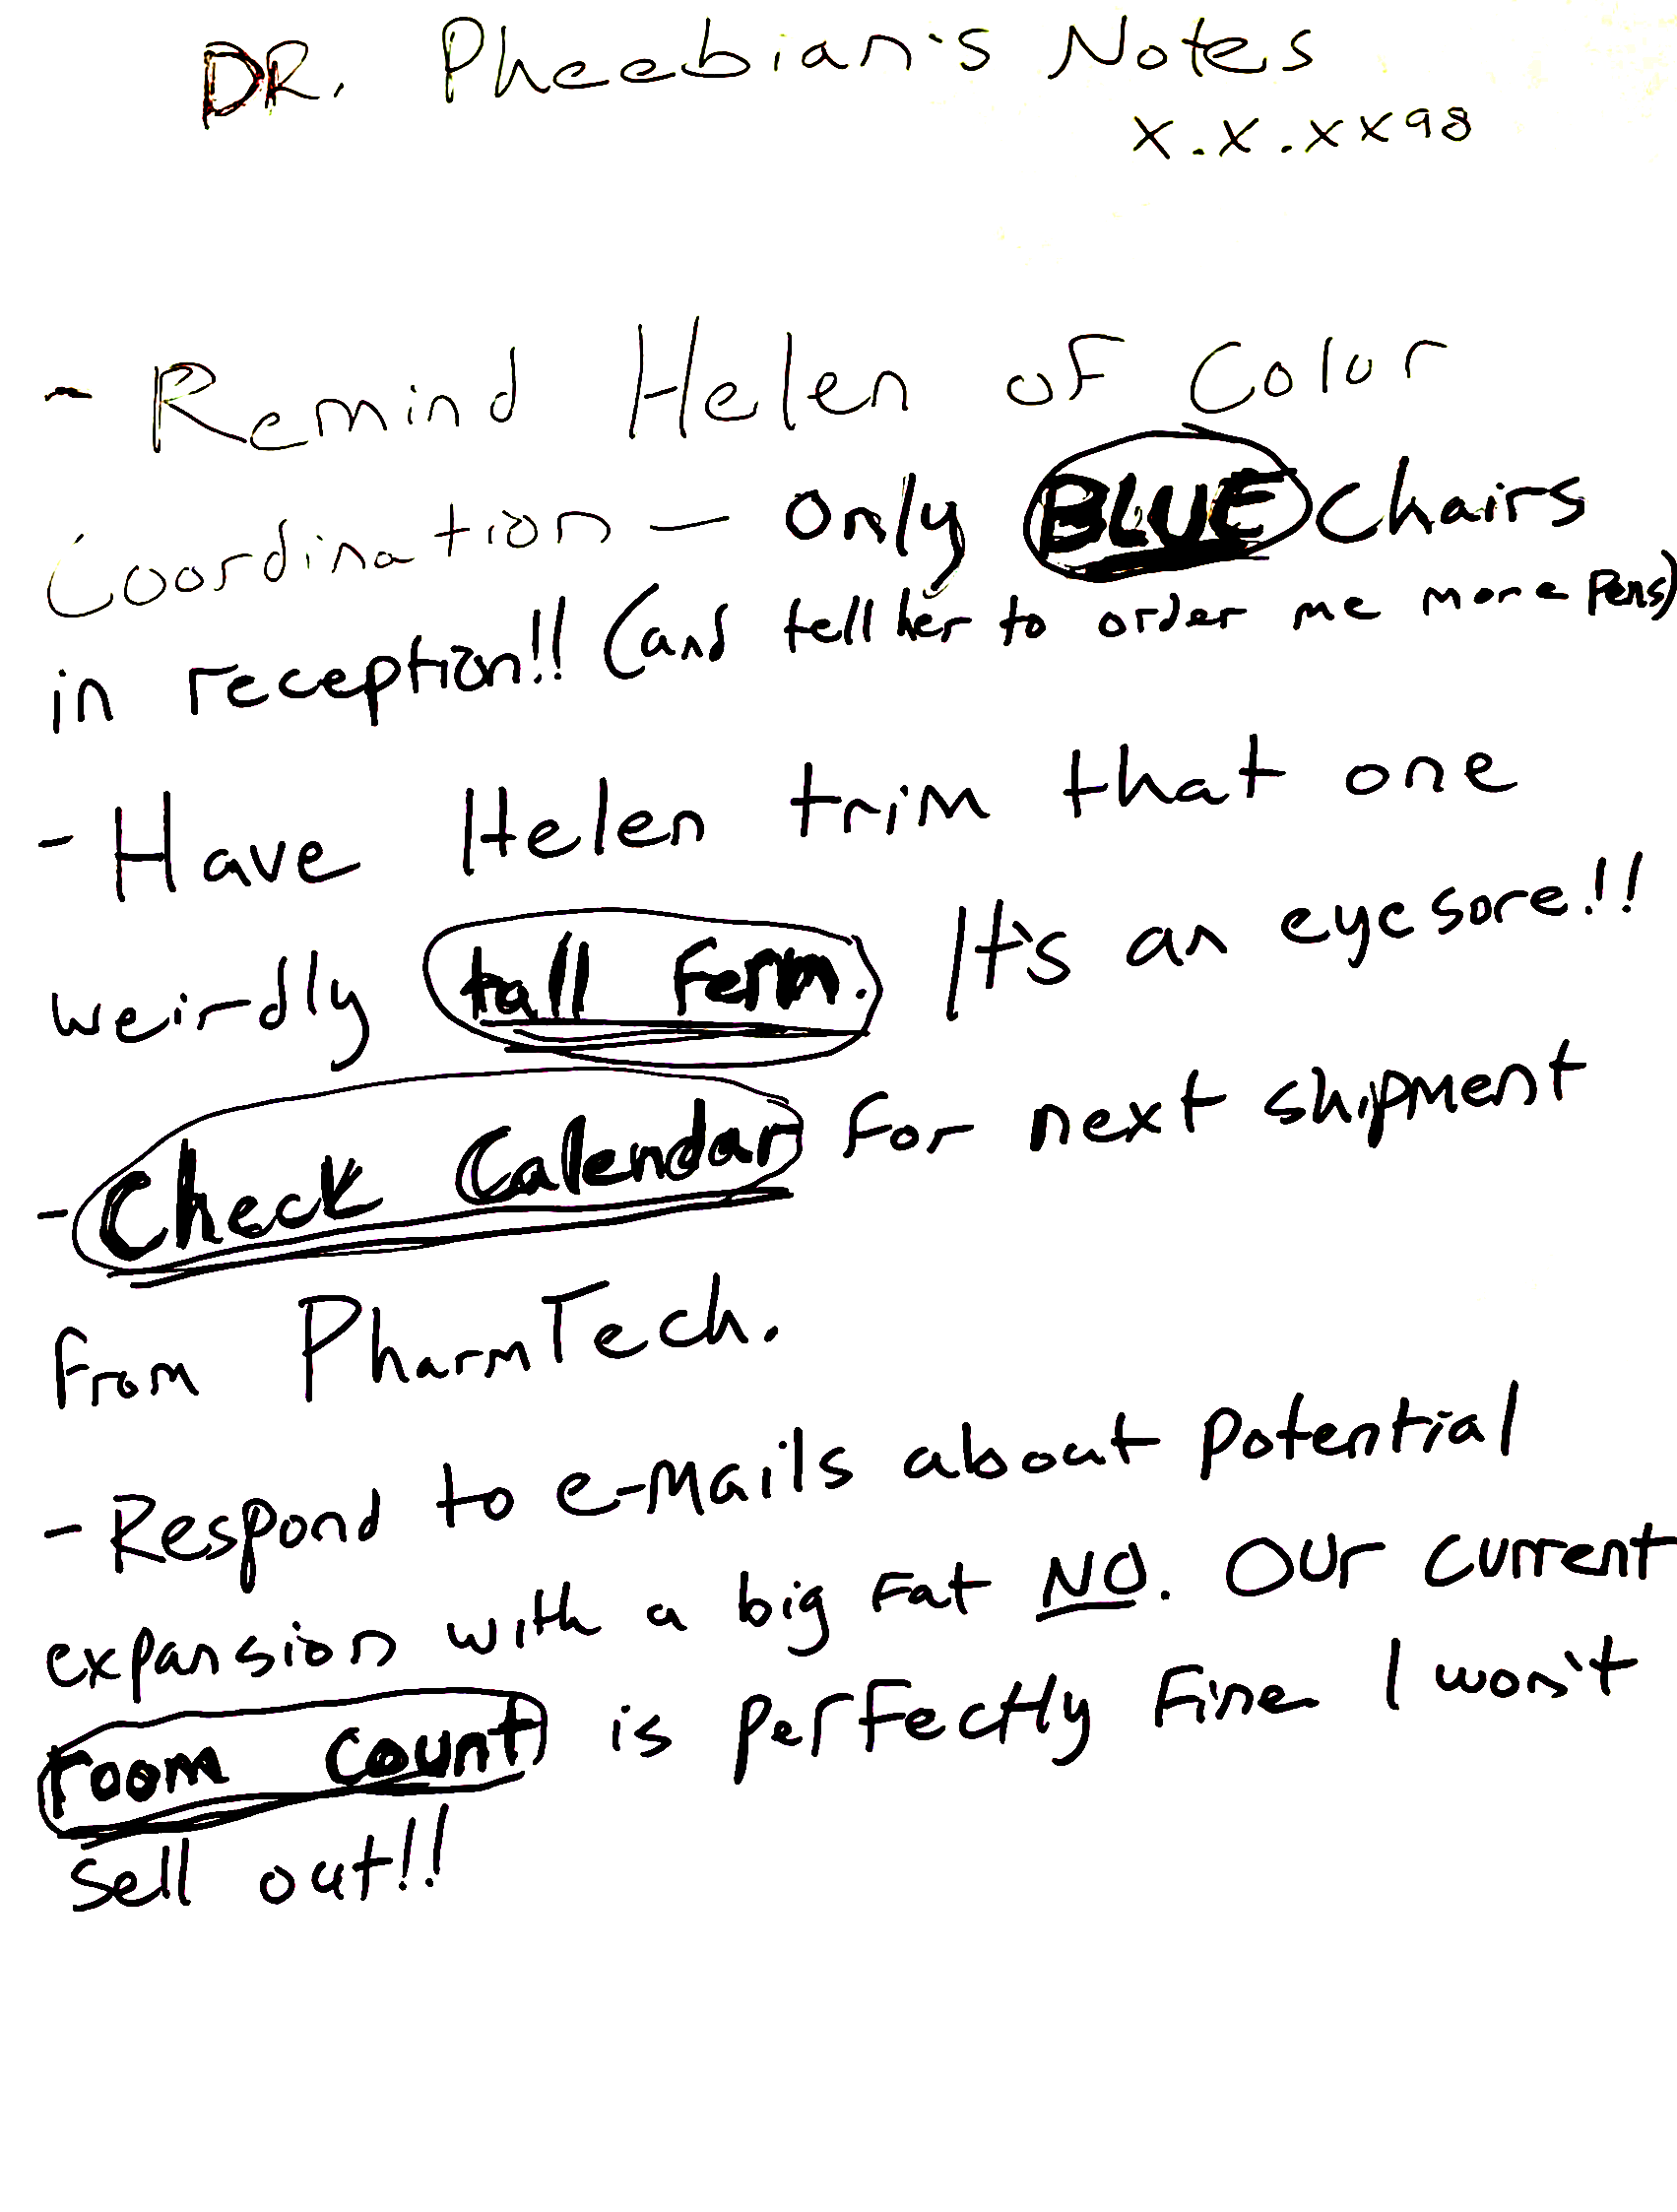 DR. Pheebian's Notes
X.X.XX98
- Remind Helen of Color
Coordination - Only BLUE Chairs
in reception!! (and tell her to order me more pens)
- Have Helen trim that one
weirdly tall fern. It's an eyesore!!
- Check Calendar for next shipment
from PharmTech.
- Respond to e-mails about potential
expansion with a big fat NO. Our current
room count is perfectly fine I won't
sell out!!